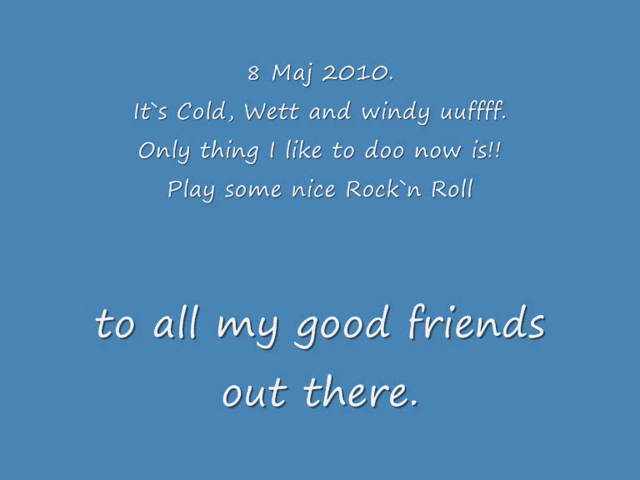 8 Maj 2010.
It`s Cold, Wett and windy uuffff.
Only thing I like to doo now is!!
Play some nice Rock`n Roll
to all my good friends
out there.